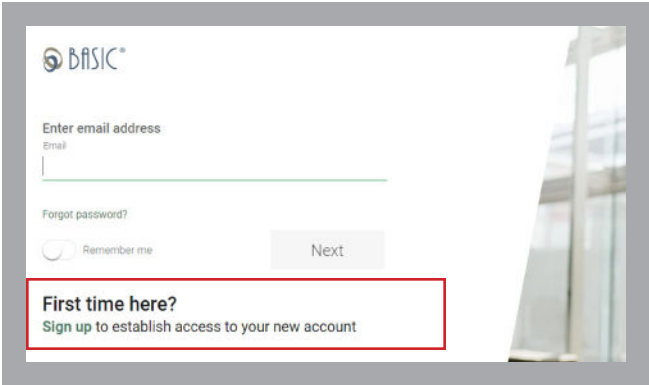 BASIC®
Enter email address
Email
Forgot password?
Remember me
Next
First time here?
Sign up to establish access to your new account